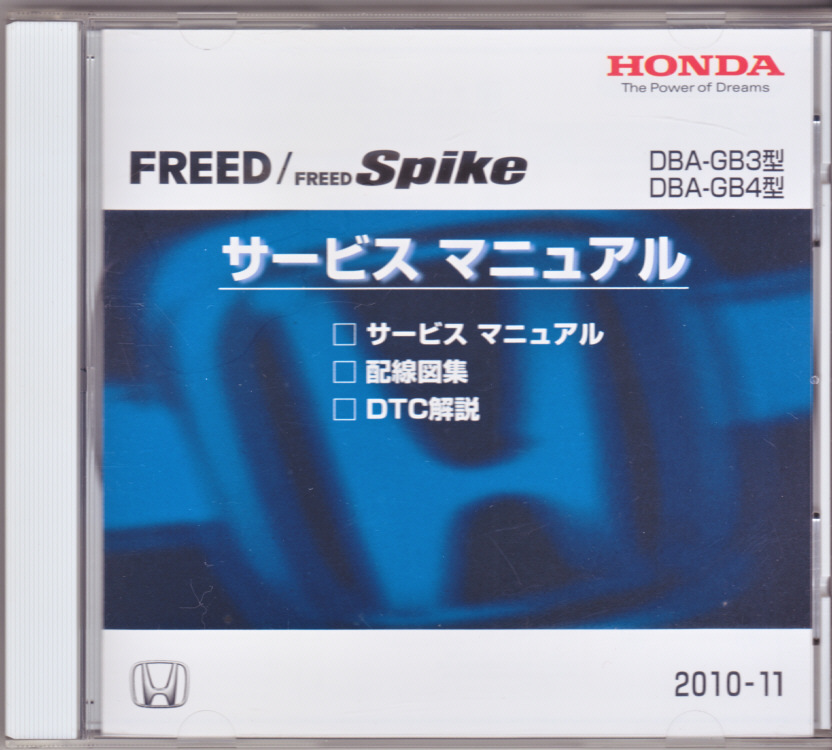 HONDA
The Power of Dreams
FREED/FREED Spike
DBA-GB3型
DBA-GB4型
サービス マニュアル
□ サービス マニュアル
□ 配線図集
□ DTC解説
2010-11